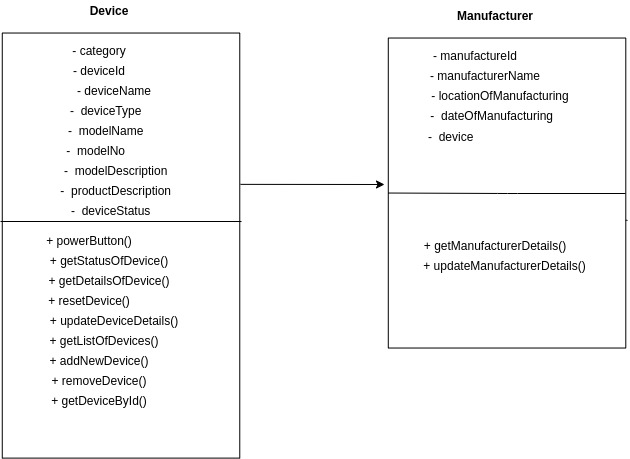 Device
- category
- deviceId
- deviceName
- deviceType
- modelName
- modelNo
- modelDescription
- productDescription
- deviceStatus
+ powerButton()
+ getStatusOfDevice()
+ getDetailsOfDevice()
+ resetDevice()
+ updateDeviceDetails()
+ getListOfDevices()
+ addNewDevice()
+ removeDevice()
+ getDeviceById()
Manufacturer
- manufactureId
- manufacturerName
- locationOfManufacturing
- dateOfManufacturing
- device
+ getManufacturerDetails()
+ updateManufacturerDetails()